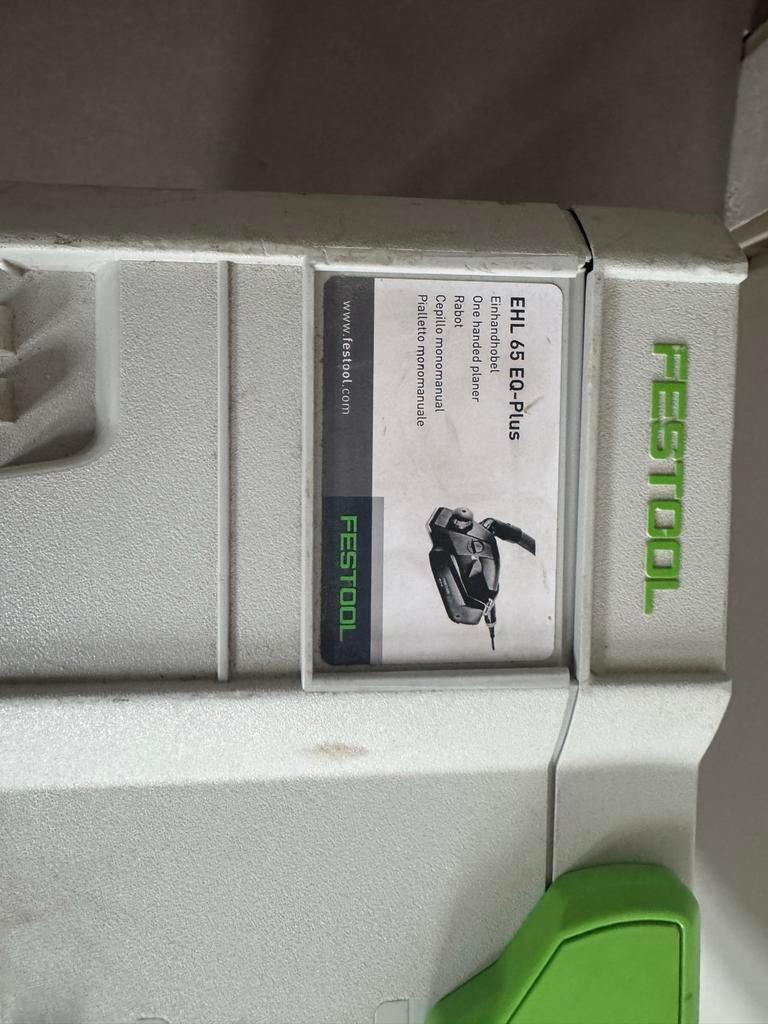 FESTOOL
EHL 65 EQ-Plus
Einhandhobel
One handed planer
Rabot
Cepillo monomanual
Pialletto monomanuale
www.festool.com
FESTOOL